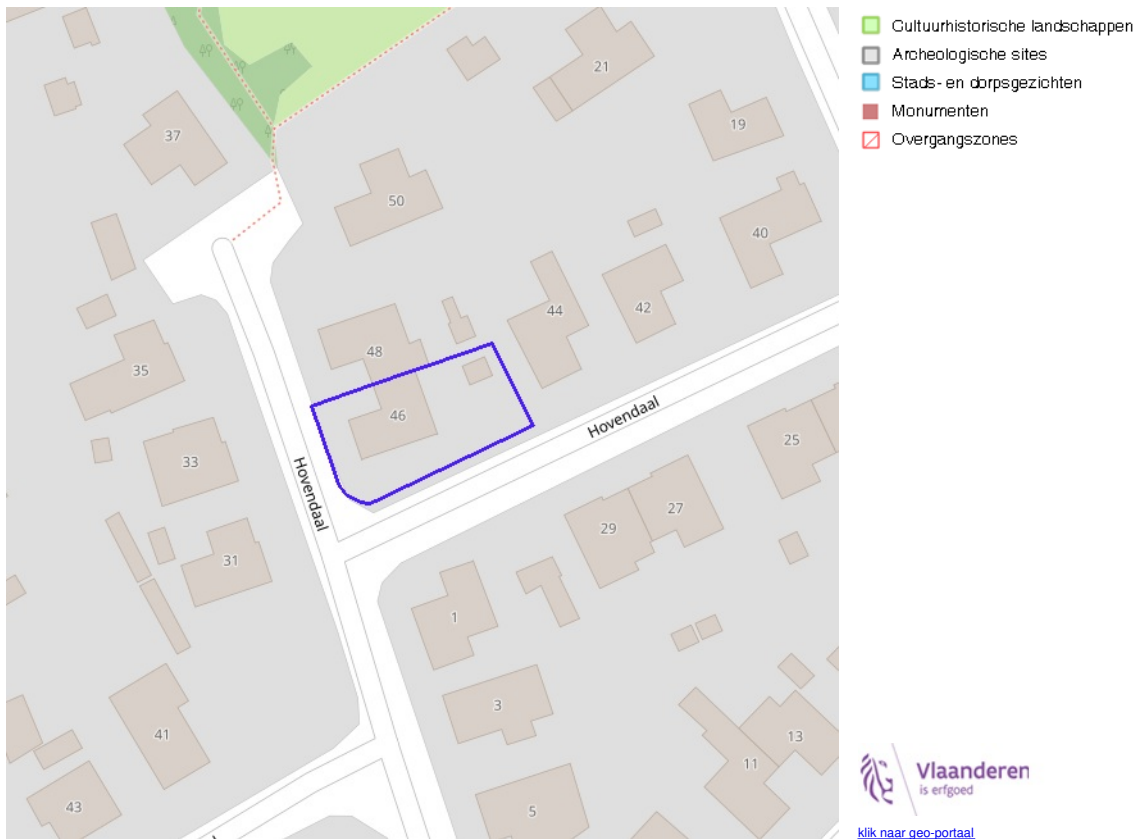 Cultuurhistorische landschappen
Archeologische sites
Stads- en dorpsgezichten
Monumenten
Overgangszones
21
37
19
50
40
44
42
48
35
46
Hovendaal
25
33
Hovendaal
27
29
31
1
3
41
13
11
43
5
Vlaanderen
is erfgoed
klik naar geo-portaal